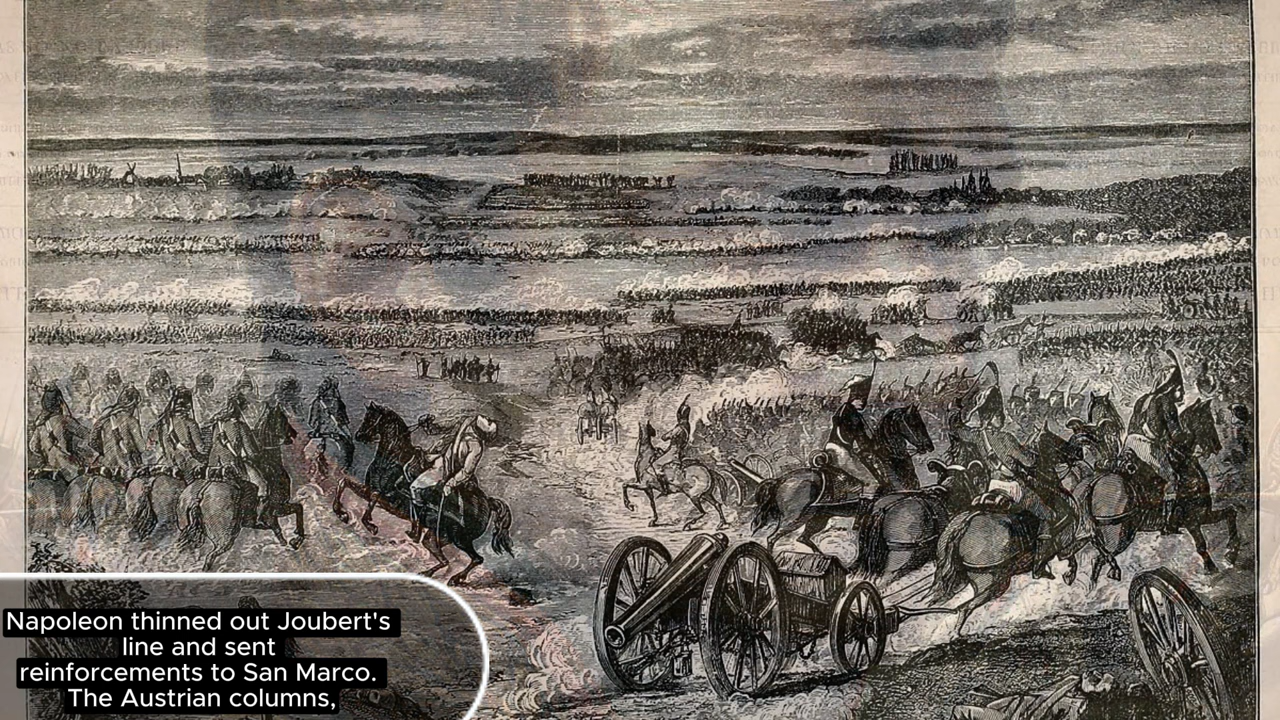 Napoleon thinned out Joubert's
line and sent
reinforcements to San Marco.
The Austrian columns,